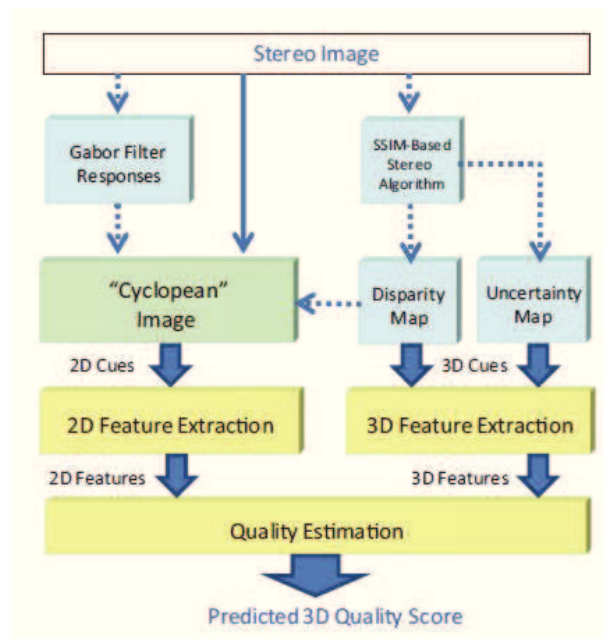 Stereo Image
Gabor Filter
Responses
SSIM-Based
Stereo
Algorithm
“Cyclopean”
Image
Disparity
Map
Uncertainty
Map
2D Cues
3D Cues
2D Feature Extraction
3D Feature Extraction
2D Features
3D Features
Quality Estimation
Predicted 3D Quality Score